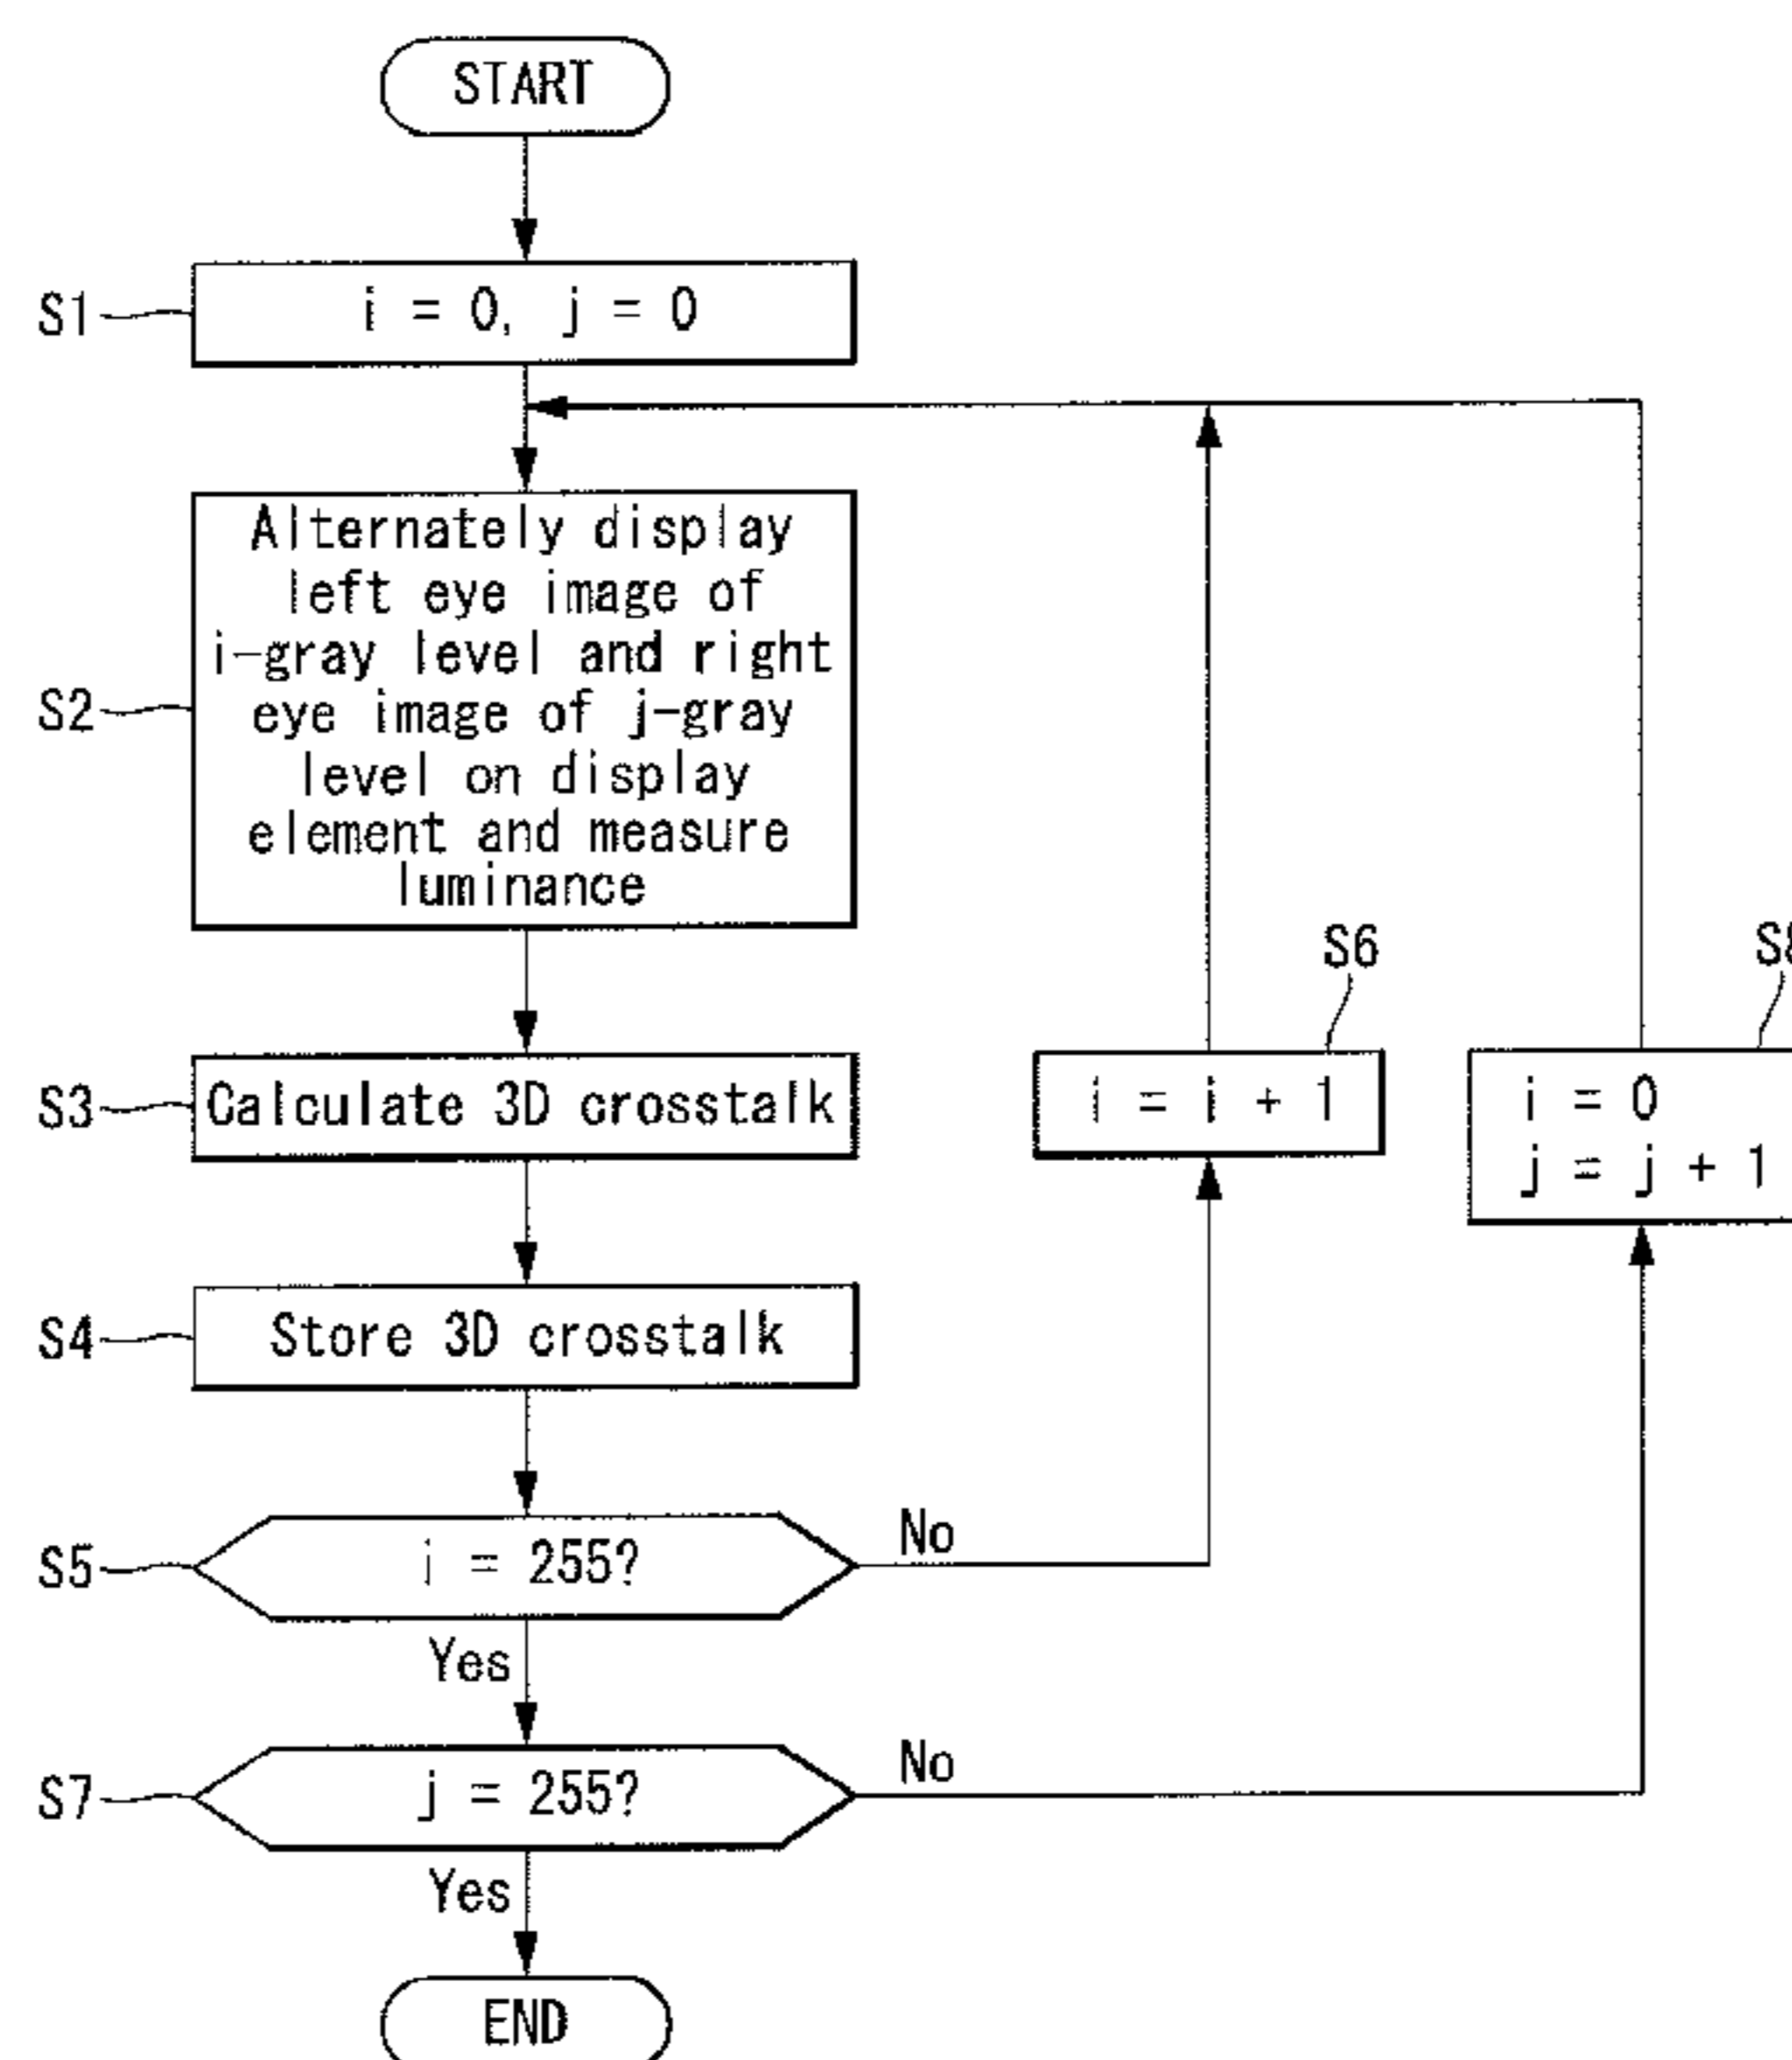 START
S1
i = 0, j = 0
S2
Alternately display
left eye image of
i-gray level and right
eye image of j-gray
level on display
element and measure
luminance
S3
Calculate 3D crosstalk
S4
Store 3D crosstalk
S5
i = 255?
No
Yes
S6
i = i + 1
S7
j = 255?
No
Yes
S8
i = 0
j = j + 1
END